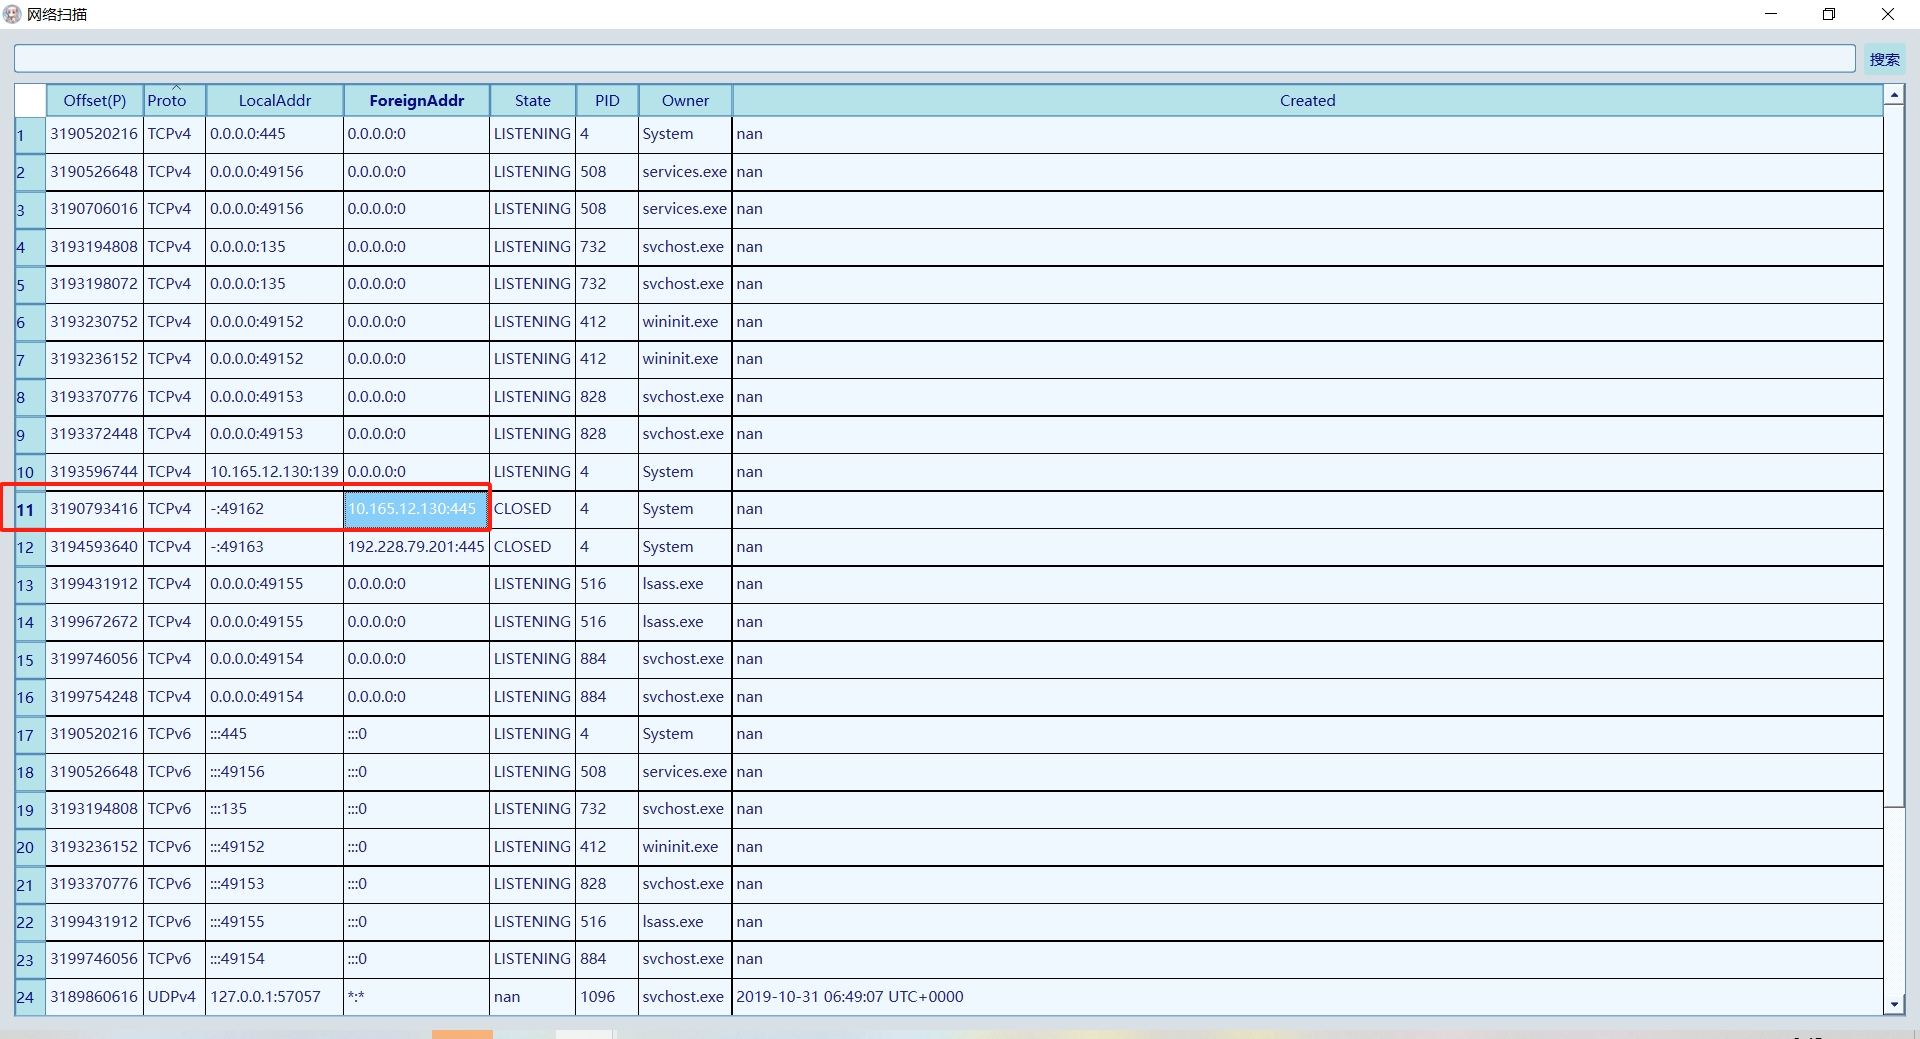 网络扫描
搜索
Offset(P) Proto LocalAddr ForeignAddr State PID Owner Created
1 3190520216 TCPv4 0.0.0.0:445 0.0.0.0:0 LISTENING 4 System nan
2 3190526648 TCPv4 0.0.0.0:49156 0.0.0.0:0 LISTENING 508 services.exe nan
3 3190706016 TCPv4 0.0.0.0:49156 0.0.0.0:0 LISTENING 508 services.exe nan
4 3193194808 TCPv4 0.0.0.0:135 0.0.0.0:0 LISTENING 732 svchost.exe nan
5 3193198072 TCPv4 0.0.0.0:135 0.0.0.0:0 LISTENING 732 svchost.exe nan
6 3193230752 TCPv4 0.0.0.0:49152 0.0.0.0:0 LISTENING 412 wininit.exe nan
7 3193236152 TCPv4 0.0.0.0:49152 0.0.0.0:0 LISTENING 412 wininit.exe nan
8 3193370776 TCPv4 0.0.0.0:49153 0.0.0.0:0 LISTENING 828 svchost.exe nan
9 3193372448 TCPv4 0.0.0.0:49153 0.0.0.0:0 LISTENING 828 svchost.exe nan
10 3193596744 TCPv4 10.165.12.130:139 0.0.0.0:0 LISTENING 4 System nan
11 3190793416 TCPv4 -:49162 10.165.12.130:445 CLOSED 4 System nan
12 3194593640 TCPv4 -:49163 192.228.79.201:445 CLOSED 4 System nan
13 3199431912 TCPv4 0.0.0.0:49155 0.0.0.0:0 LISTENING 516 lsass.exe nan
14 3199672672 TCPv4 0.0.0.0:49155 0.0.0.0:0 LISTENING 516 lsass.exe nan
15 3199746056 TCPv4 0.0.0.0:49154 0.0.0.0:0 LISTENING 884 svchost.exe nan
16 3199754248 TCPv4 0.0.0.0:49154 0.0.0.0:0 LISTENING 884 svchost.exe nan
17 3190520216 TCPv6 :::445 :::0 LISTENING 4 System nan
18 3190526648 TCPv6 :::49156 :::0 LISTENING 508 services.exe nan
19 3193194808 TCPv6 :::135 :::0 LISTENING 732 svchost.exe nan
20 3193236152 TCPv6 :::49152 :::0 LISTENING 412 wininit.exe nan
21 3193370776 TCPv6 :::49153 :::0 LISTENING 828 svchost.exe nan
22 3199431912 TCPv6 :::49155 :::0 LISTENING 516 lsass.exe nan
23 3199746056 TCPv6 :::49154 :::0 LISTENING 884 svchost.exe nan
24 3189860616 UDPv4 127.0.0.1:57057 *:* nan 1096 svchost.exe 2019-10-31 06:49:07 UTC+0000